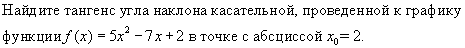 Найдите тангенс угла наклона касательной, проведенной к графику
функции f (x) = 5x² − 7x + 2 в точке с абсциссой x₀= 2.